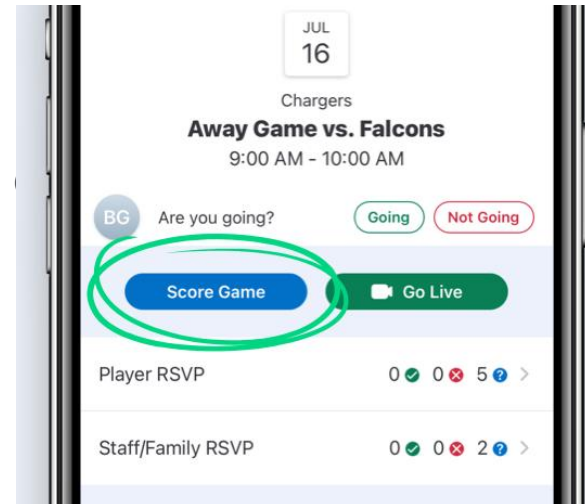 JUL
16
Chargers
Away Game vs. Falcons
9:00 AM - 10:00 AM
BG Are you going? Going Not Going
Score Game Go Live
Player RSVP 0 0 5 ?
Staff/Family RSVP 0 0 2 ?